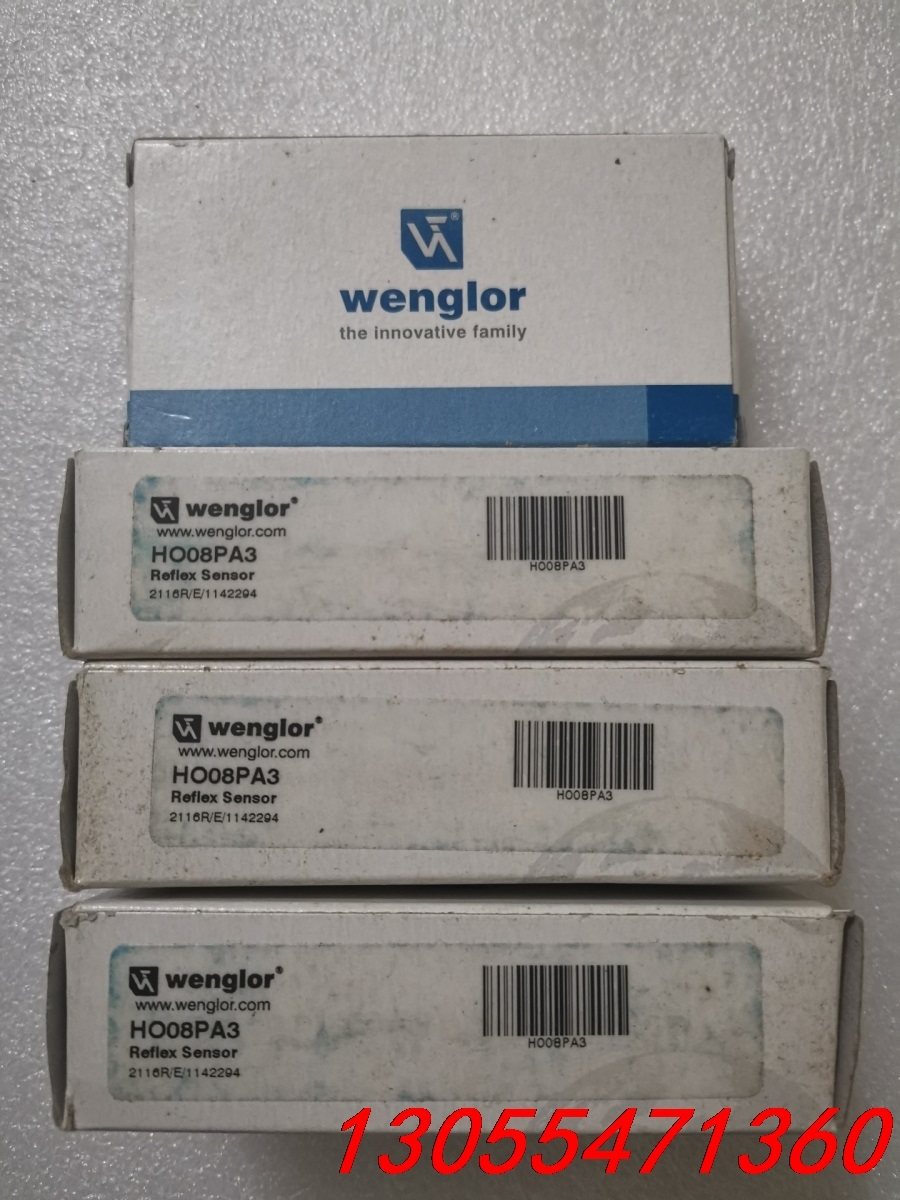 wenglor
the innovative family
wenglor®
www.wenglor.com
HO08PA3
Reflex Sensor
2116R/E/1142294
HO08PA3
wenglor®
www.wenglor.com
HO08PA3
Reflex Sensor
2116R/E/1142294
HO08PA3
wenglor®
www.wenglor.com
HO08PA3
Reflex Sensor
2116R/E/1142294
HO08PA3
13055471360